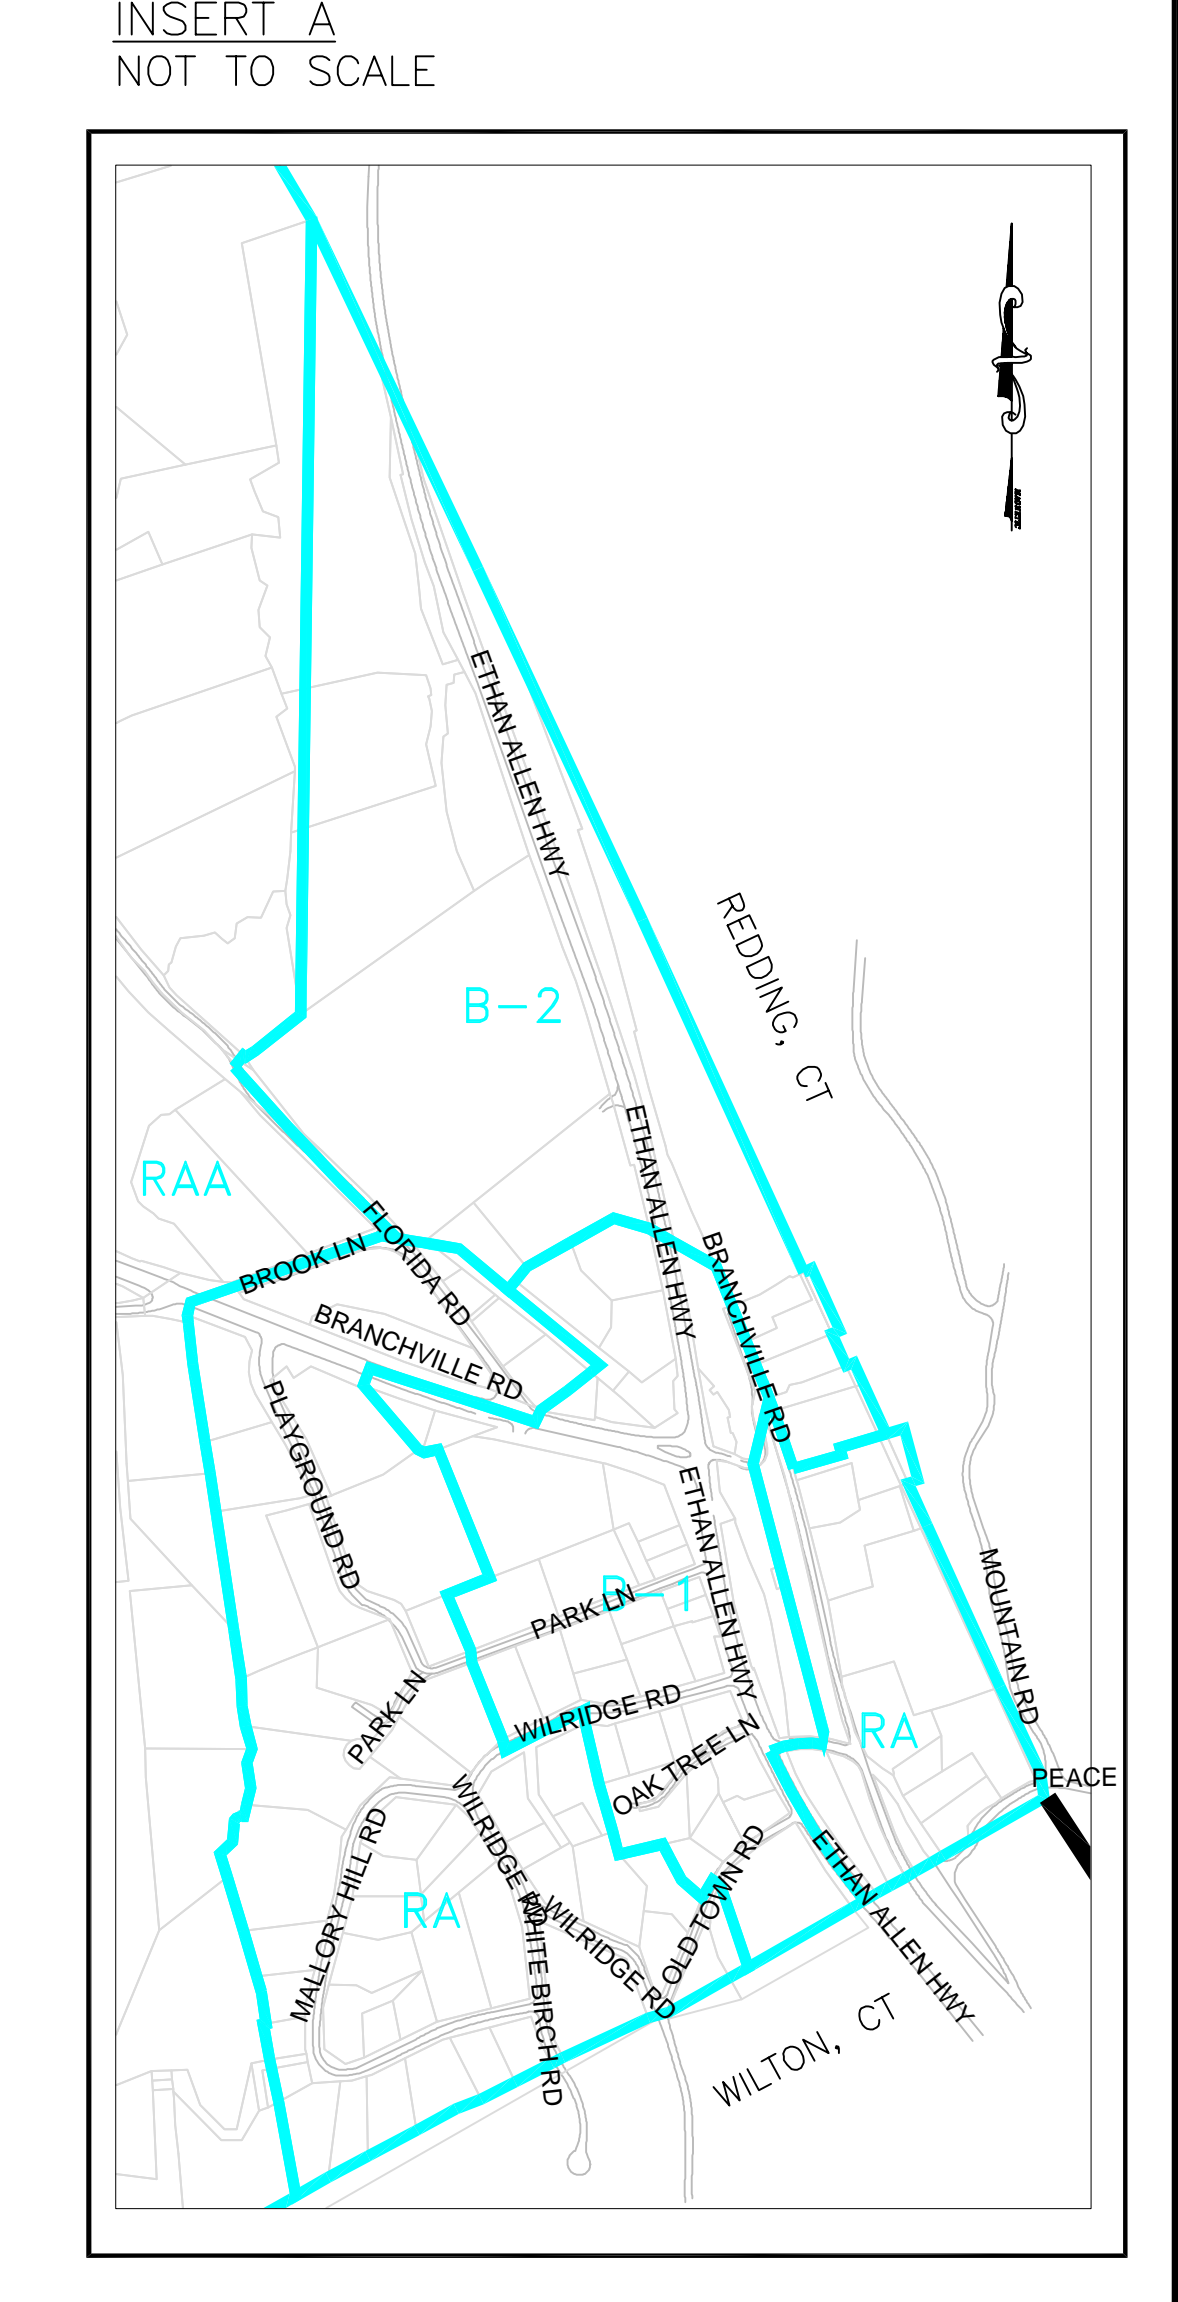 INSERT A
NOT TO SCALE
ETHAN ALLEN HWY
REDDING, CT
B-2
ETHAN ALLEN HWY
RAA
FLORIDA RD
BROOK LN
BRANCHVILLE RD
BRANCHVILLE RD
PLAYGROUND RD
ETHAN ALLEN HWY
MOUNTAIN RD
B-1
PARK LN
PARK LN
WILRIDGE RD
OAK TREE LN
RA
PEACE
WILRIDGE RD
MALLORY HILL RD
OLD TOWN RD
ETHAN ALLEN HWY
RA
WILRIDGE RD
WHITE BIRCH RD
WILTON, CT